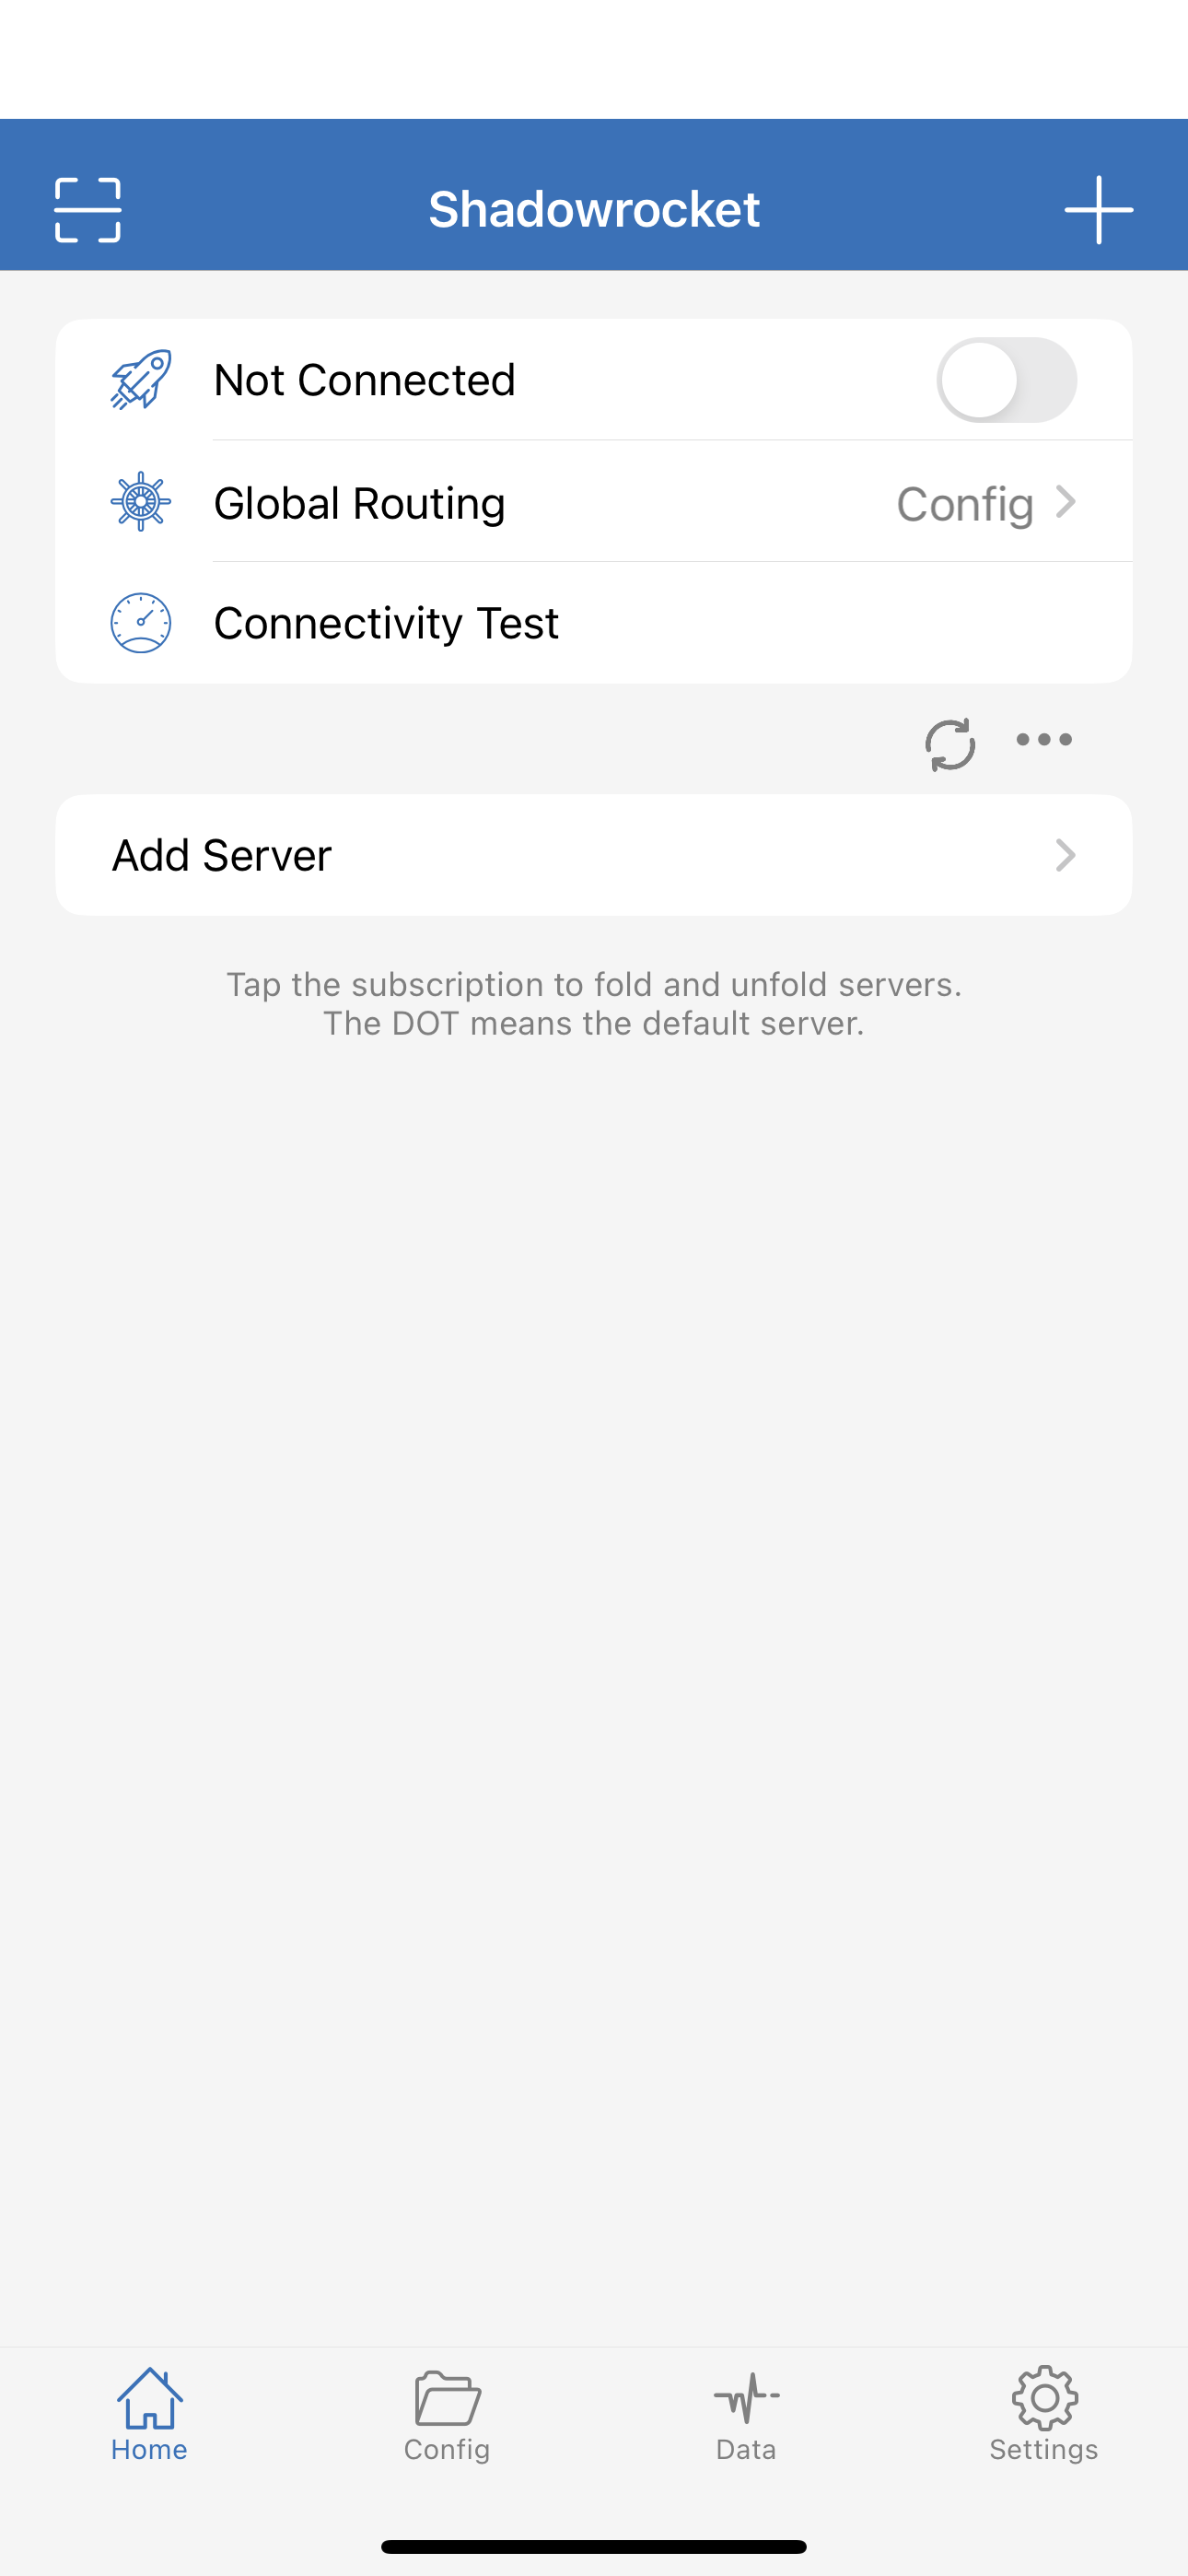 Shadowrocket
Not Connected
Global Routing Config
Connectivity Test
Add Server
Tap the subscription to fold and unfold servers.
The DOT means the default server.
Home Config Data Settings